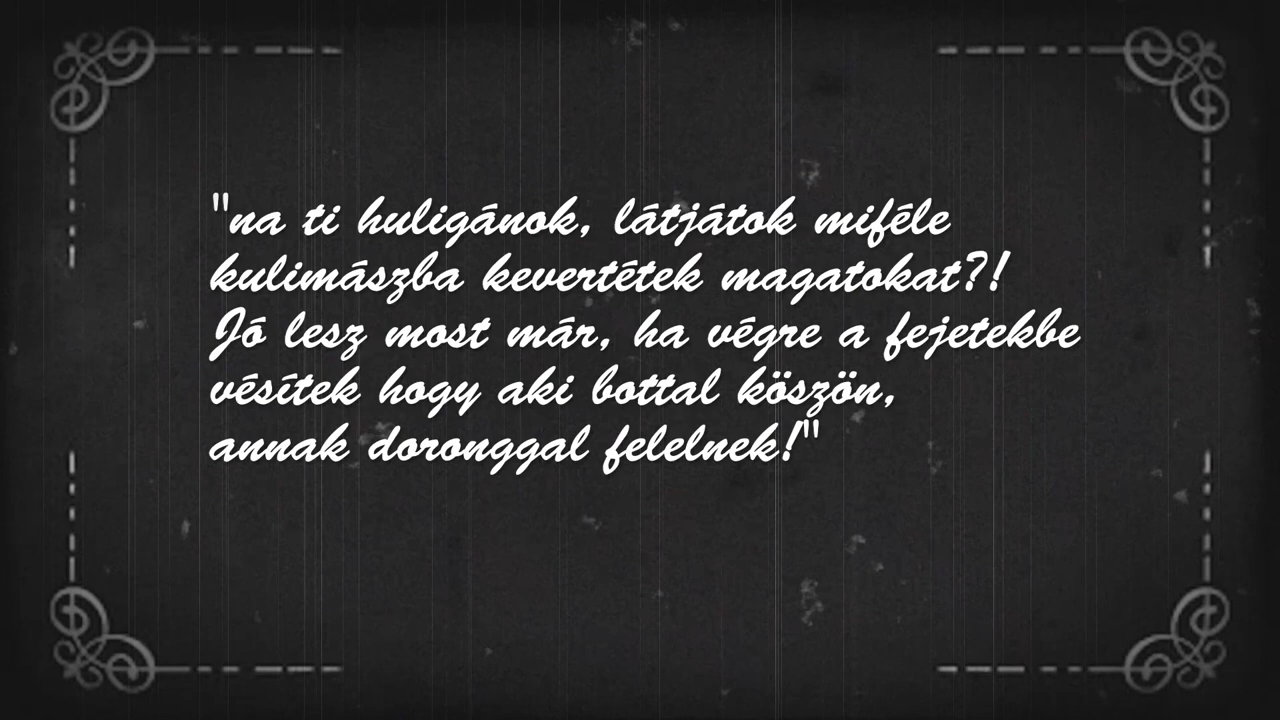 "na ti huligánok, látjátok miféle
kulimászba kevertétek magatokat?!
Jó lesz most már, ha végre a fejetekbe
vésítek hogy aki bottal köszön,
annak doronggal felelnek!"